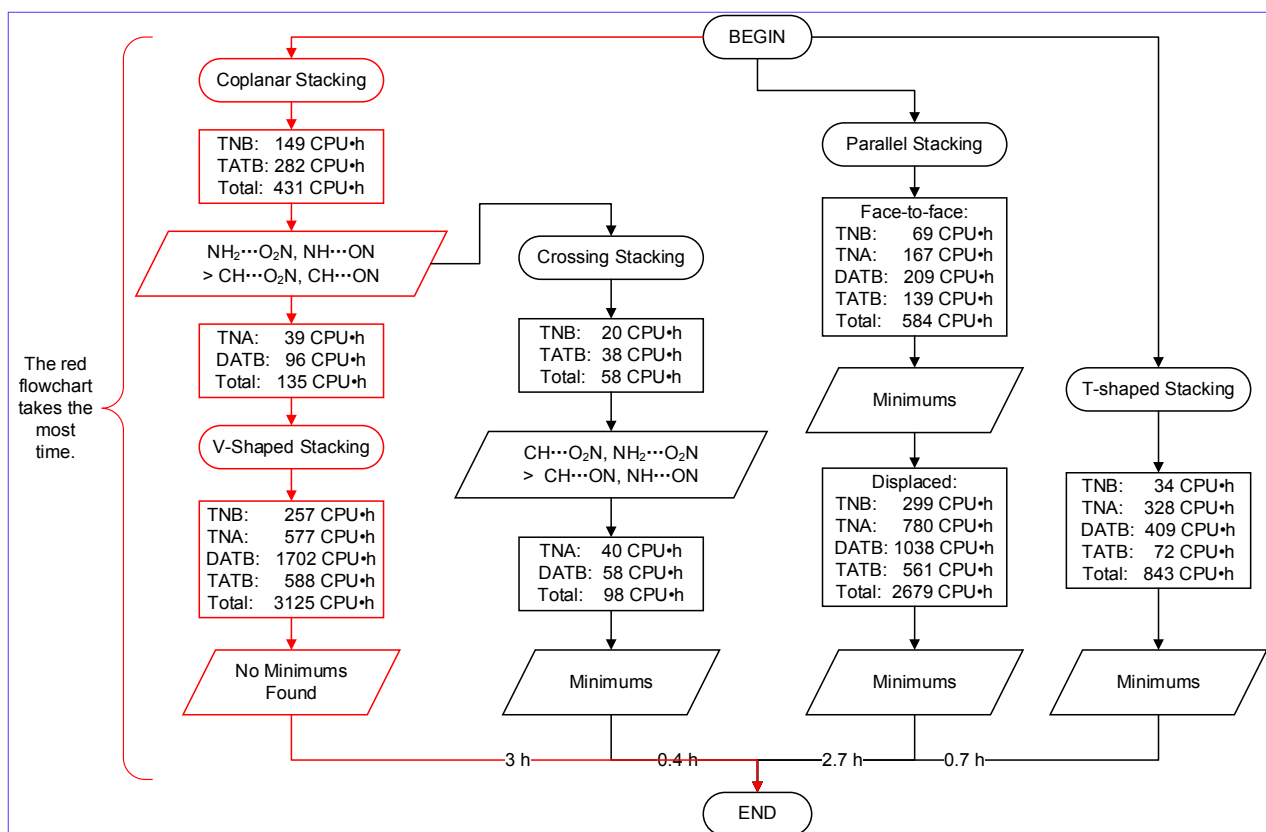 BEGIN
The red
flowchart
takes the
most
time.
Coplanar Stacking
TNB: 149 CPU•h
TATB: 282 CPU•h
Total: 431 CPU•h
NH₂···O₂N, NH···ON
> CH···O₂N, CH···ON
TNA: 39 CPU•h
DATB: 96 CPU•h
Total: 135 CPU•h
V-Shaped Stacking
TNB: 257 CPU•h
TNA: 577 CPU•h
DATB: 1702 CPU•h
TATB: 588 CPU•h
Total: 3125 CPU•h
No Minimums
Found
Crossing Stacking
TNB: 20 CPU•h
TATB: 38 CPU•h
Total: 58 CPU•h
CH···O₂N, NH₂···O₂N
> CH···ON, NH···ON
TNA: 40 CPU•h
DATB: 58 CPU•h
Total: 98 CPU•h
Minimums
Parallel Stacking
Face-to-face:
TNB: 69 CPU•h
TNA: 167 CPU•h
DATB: 209 CPU•h
TATB: 139 CPU•h
Total: 584 CPU•h
Minimums
Displaced:
TNB: 299 CPU•h
TNA: 780 CPU•h
DATB: 1038 CPU•h
TATB: 561 CPU•h
Total: 2679 CPU•h
Minimums
T-shaped Stacking
TNB: 34 CPU•h
TNA: 328 CPU•h
DATB: 409 CPU•h
TATB: 72 CPU•h
Total: 843 CPU•h
Minimums
3 h
0.4 h
2.7 h
0.7 h
END